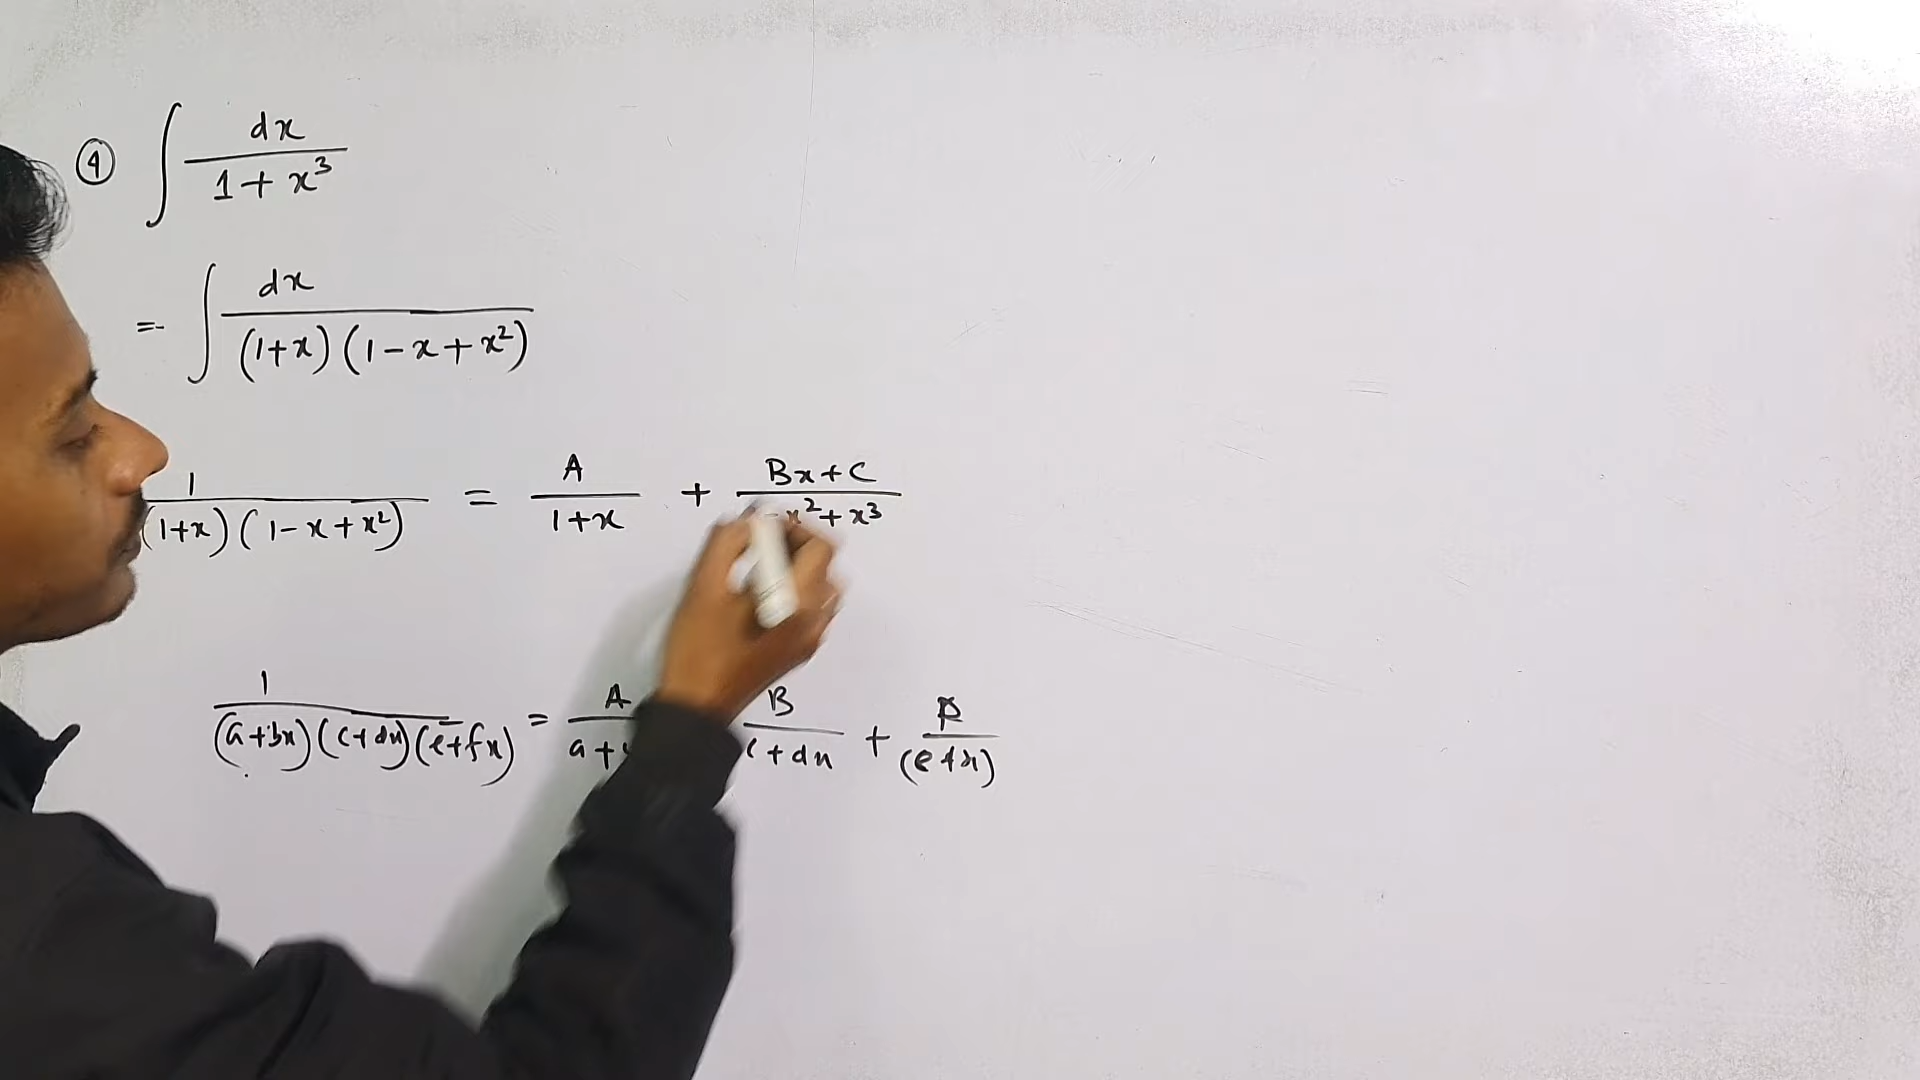 ④ ∫ dx / 1 + x³
= ∫ dx / (1+x) (1 - x + x²)
1 / (1+x) (1 - x + x²) = A / 1+x + Bx + C / - x² + x³
1 / (a+bx) (c+dx) (e+fx) = A / a+ + B / c + dx + / (e+x)